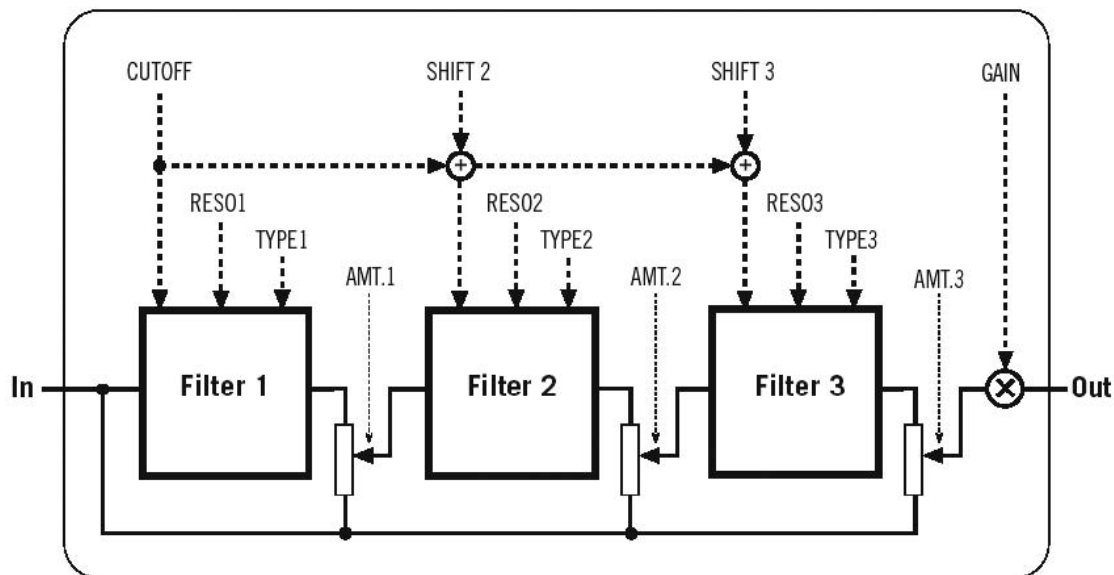 CUTOFF
SHIFT 2
SHIFT 3
GAIN
+
+
RESO1
RESO2
RESO3
TYPE1
TYPE2
TYPE3
AMT.1
AMT.2
AMT.3
In
Filter 1
Filter 2
Filter 3
×
Out